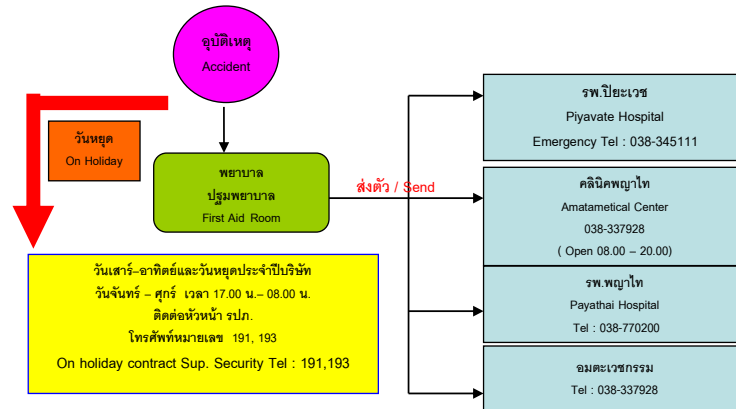 อุบัติเหตุ
Accident
วันหยุด
On Holiday
พยาบาล
ปฐมพยาบาล
First Aid Room
ส่งตัว / Send
รพ.ปิยะเวช
Piyavate Hospital
Emergency Tel : 038-345111
คลินิคพญาไท
Amatametical Center
038-337928
( Open 08.00 – 20.00)
รพ.พญาไท
Payathai Hospital
Tel : 038-770200
อมตะเวชกรรม
Tel : 038-337928
วันเสาร์-อาทิตย์และวันหยุดประจำปีบริษัท
วันจันทร์ – ศุกร์ เวลา 17.00 น.– 08.00 น.
ติดต่อหัวหน้า รปภ.
โทรศัพท์หมายเลข 191, 193
On holiday contract Sup. Security Tel : 191,193